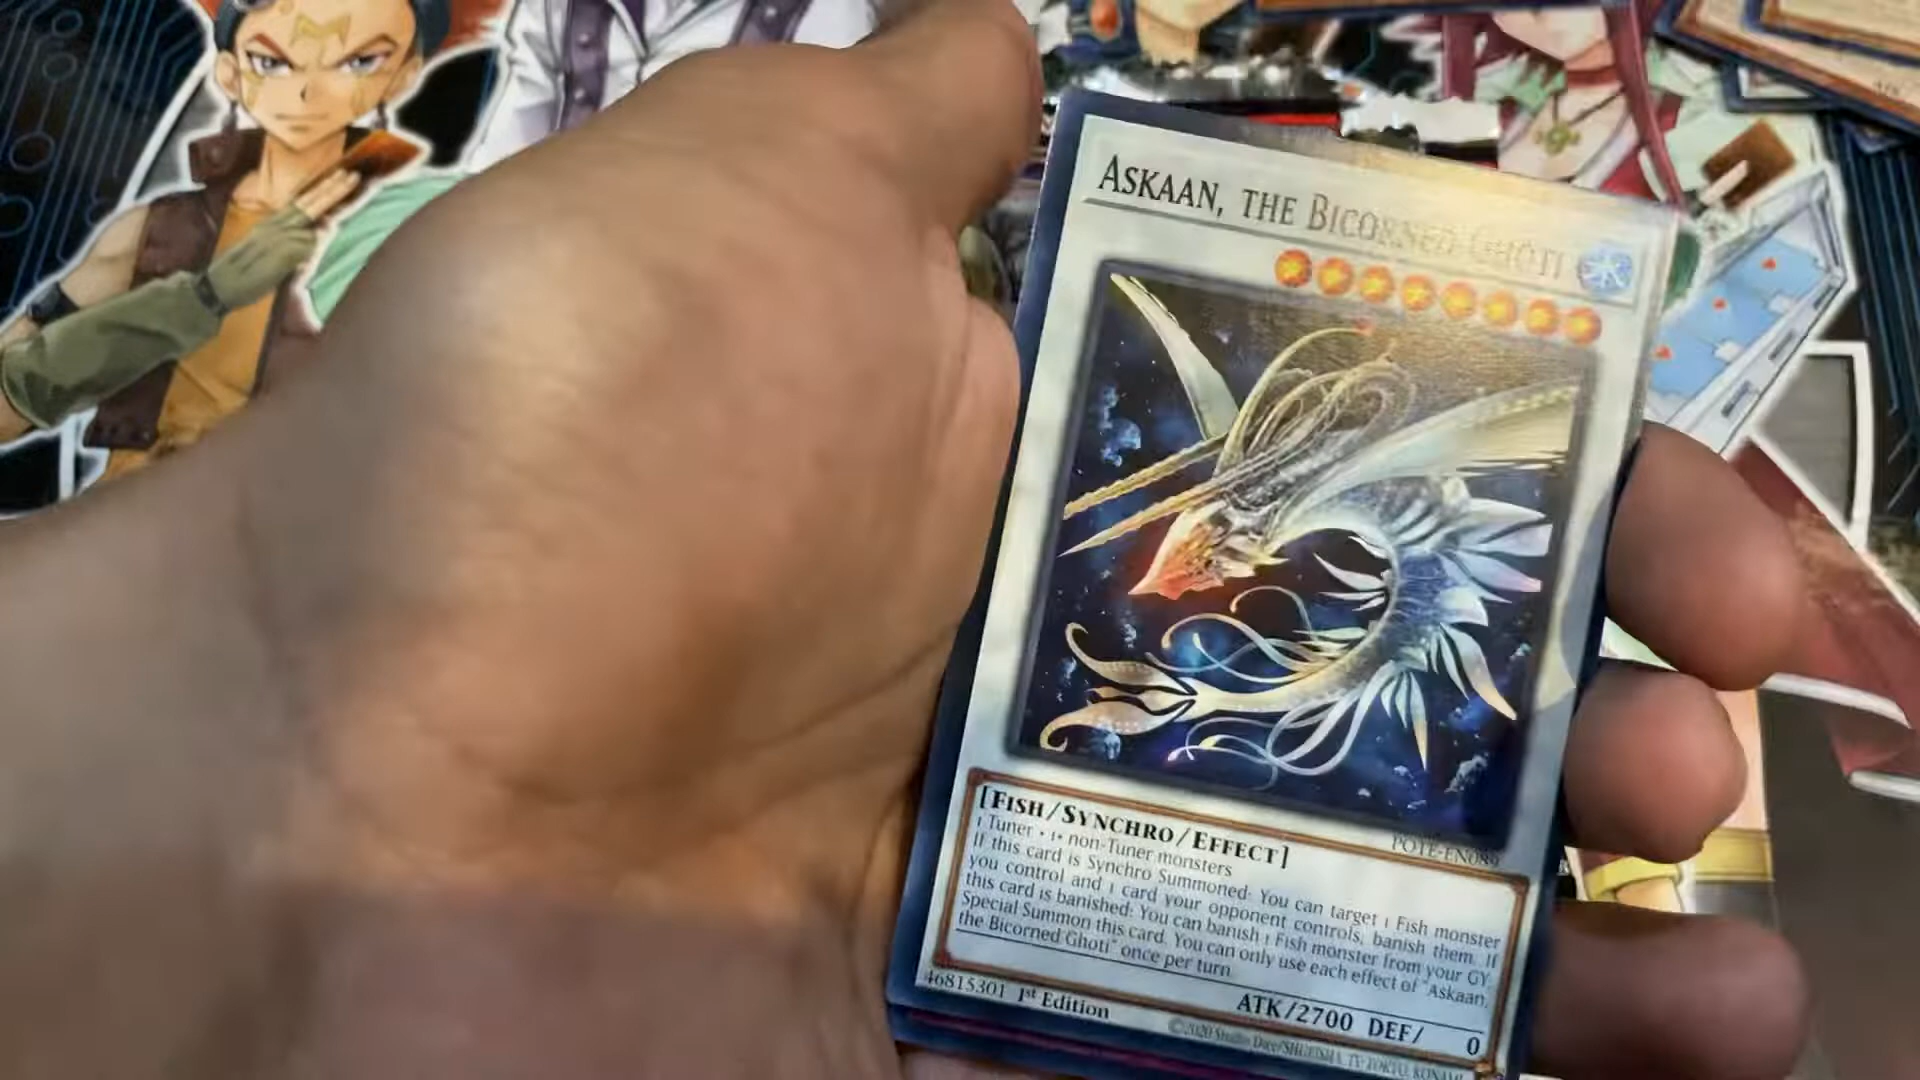 ASKAAN, THE BICORNED GHOTI
POTE-EN089
[FISH/SYNCHRO/EFFECT]
1 Tuner + 1+ non-Tuner monsters
If this card is Synchro Summoned: You can target 1 Fish monster
you control and 1 card your opponent controls; banish them. If
this card is banished: You can banish 1 Fish monster from your GY;
Special Summon this card. You can only use each effect of "Askaan,
the Bicorned Ghoti" once per turn.
ATK/2700 DEF/ 0
46815301 1st Edition
©2020 Studio Dice/SHUEISHA, TV TOKYO, KONAMI